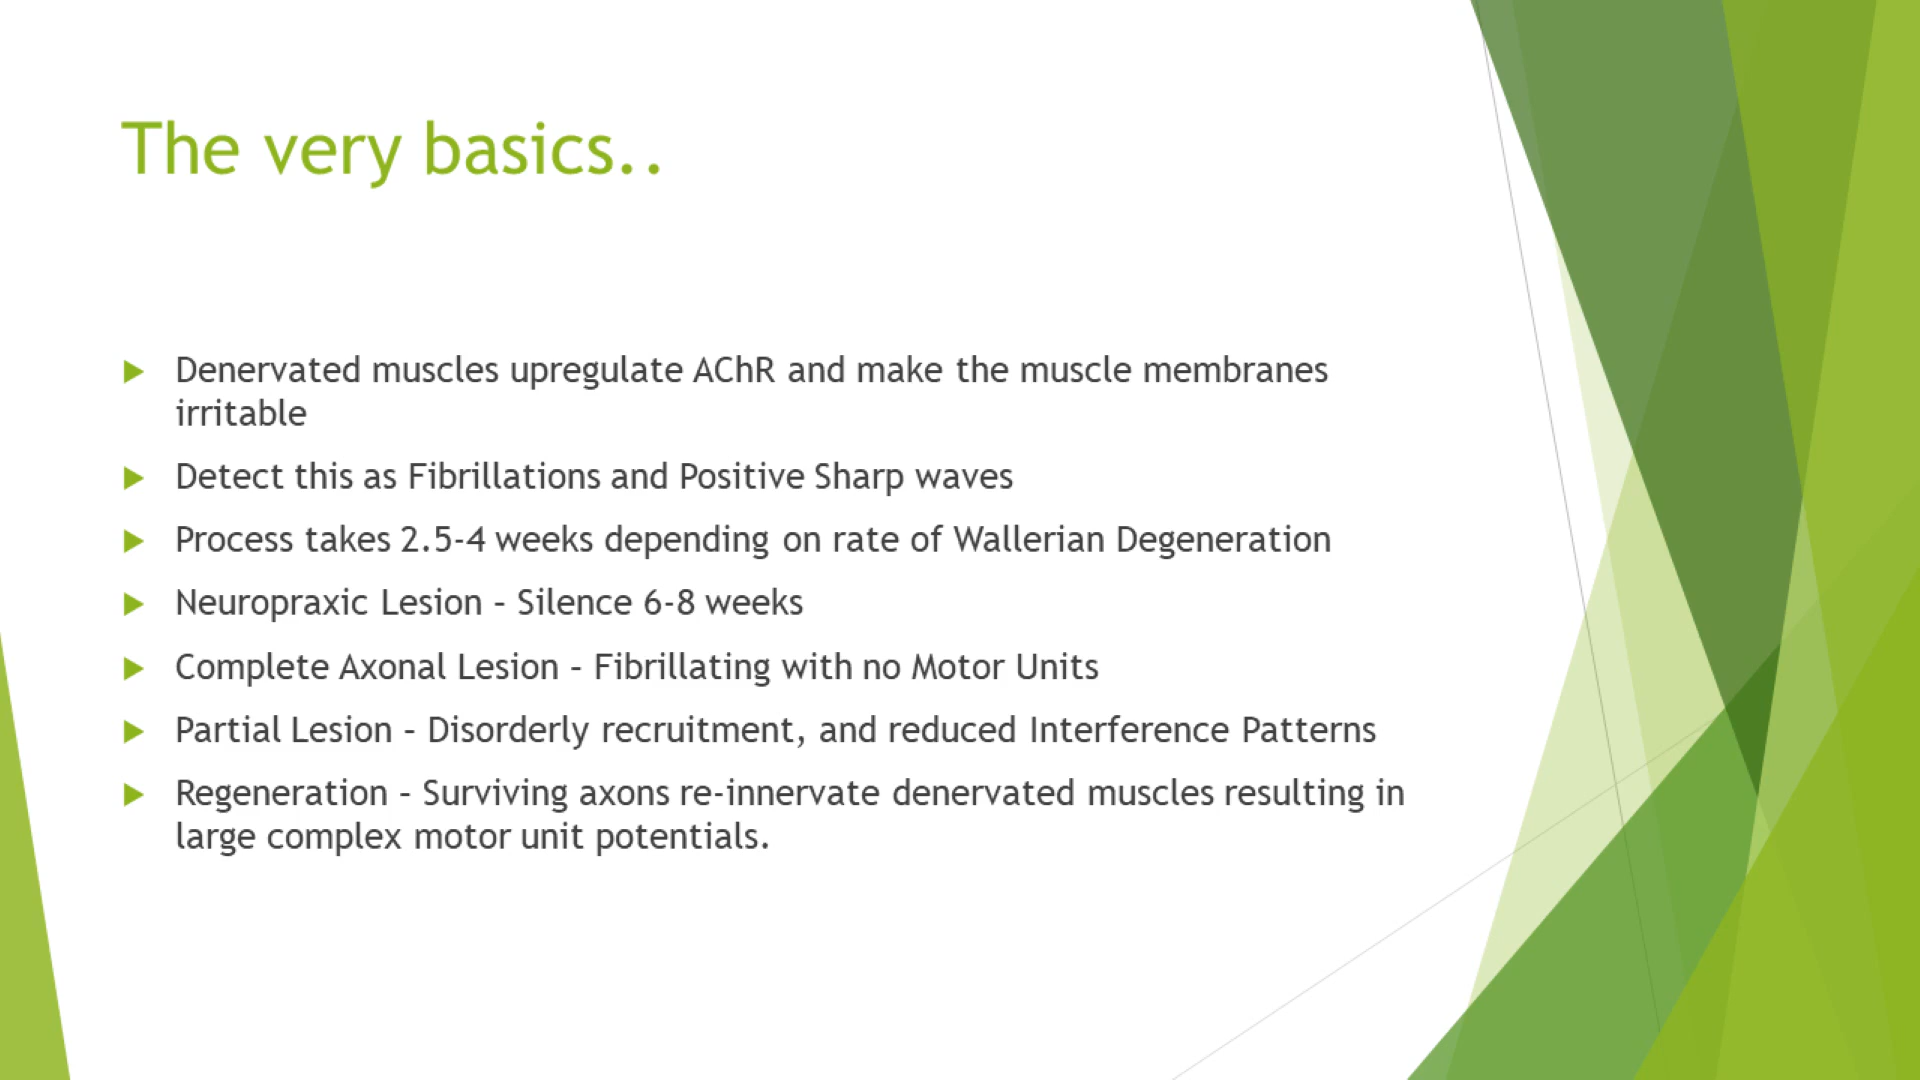 The very basics..
Denervated muscles upregulate AChR and make the muscle membranes
irritable
Detect this as Fibrillations and Positive Sharp waves
Process takes 2.5-4 weeks depending on rate of Wallerian Degeneration
Neuropraxic Lesion – Silence 6-8 weeks
Complete Axonal Lesion – Fibrillating with no Motor Units
Partial Lesion – Disorderly recruitment, and reduced Interference Patterns
Regeneration – Surviving axons re-innervate denervated muscles resulting in
large complex motor unit potentials.